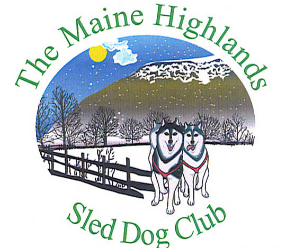 The Maine Highlands
Sled Dog Club